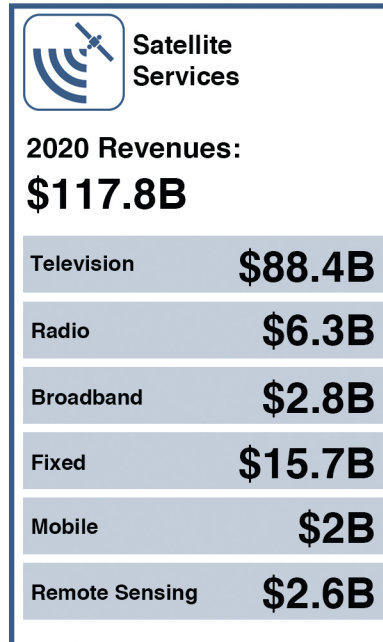 Satellite
Services
2020 Revenues:
$117.8B
Television $88.4B
Radio $6.3B
Broadband $2.8B
Fixed $15.7B
Mobile $2B
Remote Sensing $2.6B